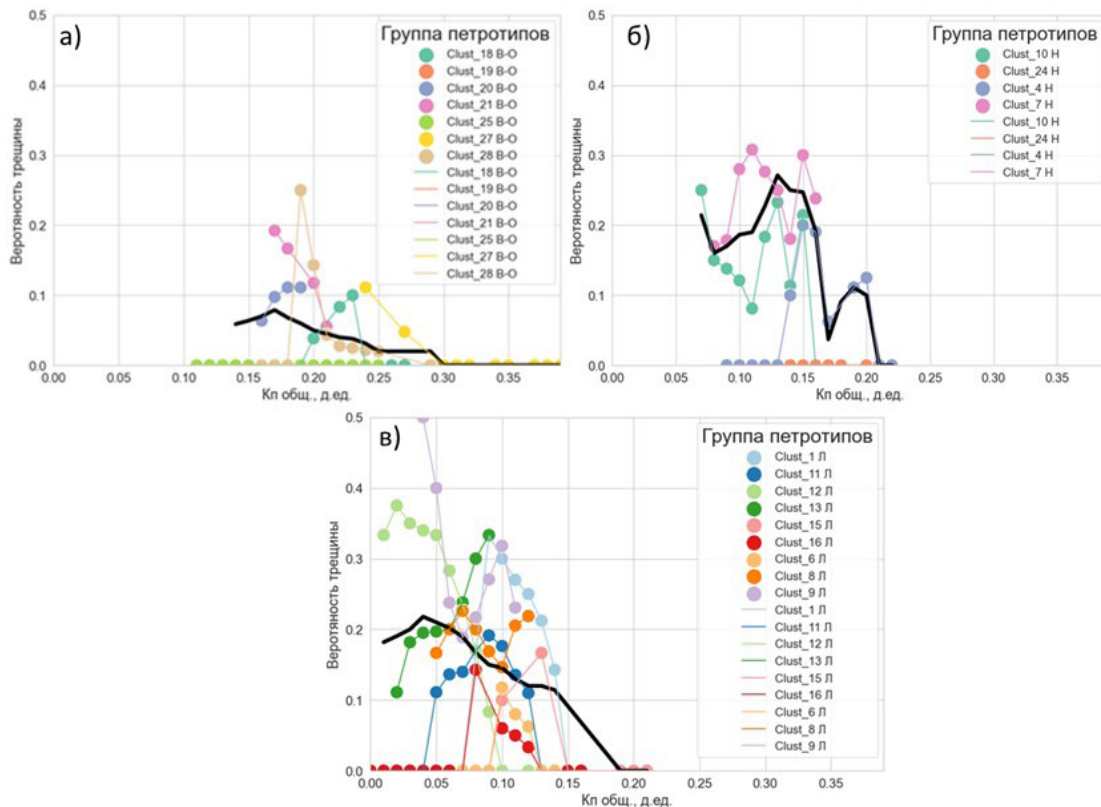 а)
Группа петротипов
Clust_18 В-О
Clust_19 В-О
Clust_20 В-О
Clust_21 В-О
Clust_25 В-О
Clust_27 В-О
Clust_28 В-О
Clust_18 В-О
Clust_19 В-О
Clust_20 В-О
Clust_21 В-О
Clust_25 В-О
Clust_27 В-О
Clust_28 В-О
Веротяность трещины
0.5
0.4
0.3
0.2
0.1
0.0
0.00 0.05 0.10 0.15 0.20 0.25 0.30 0.35
Кп общ., д.ед.
б)
Группа петротипов
Clust_10 Н
Clust_24 Н
Clust_4 Н
Clust_7 Н
Clust_10 Н
Clust_24 Н
Clust_4 Н
Clust_7 Н
Веротяность трещины
0.5
0.4
0.3
0.2
0.1
0.0
0.00 0.05 0.10 0.15 0.20 0.25 0.30 0.35
Кп общ., д.ед.
в)
Группа петротипов
Clust_1 Л
Clust_11 Л
Clust_12 Л
Clust_13 Л
Clust_15 Л
Clust_16 Л
Clust_6 Л
Clust_8 Л
Clust_9 Л
Clust_1 Л
Clust_11 Л
Clust_12 Л
Clust_13 Л
Clust_15 Л
Clust_16 Л
Clust_6 Л
Clust_8 Л
Clust_9 Л
Веротяность трещины
0.5
0.4
0.3
0.2
0.1
0.0
0.00 0.05 0.10 0.15 0.20 0.25 0.30 0.35
Кп общ., д.ед.